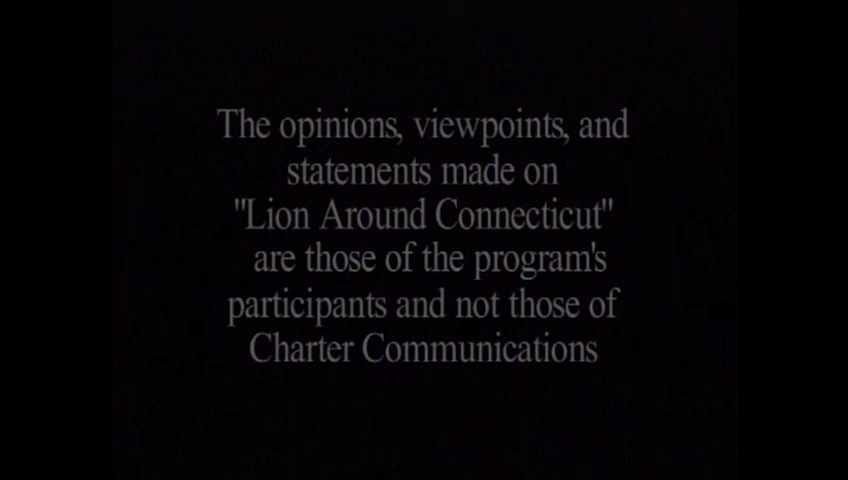 The opinions, viewpoints, and
statements made on
"Lion Around Connecticut"
are those of the program's
participants and not those of
Charter Communications